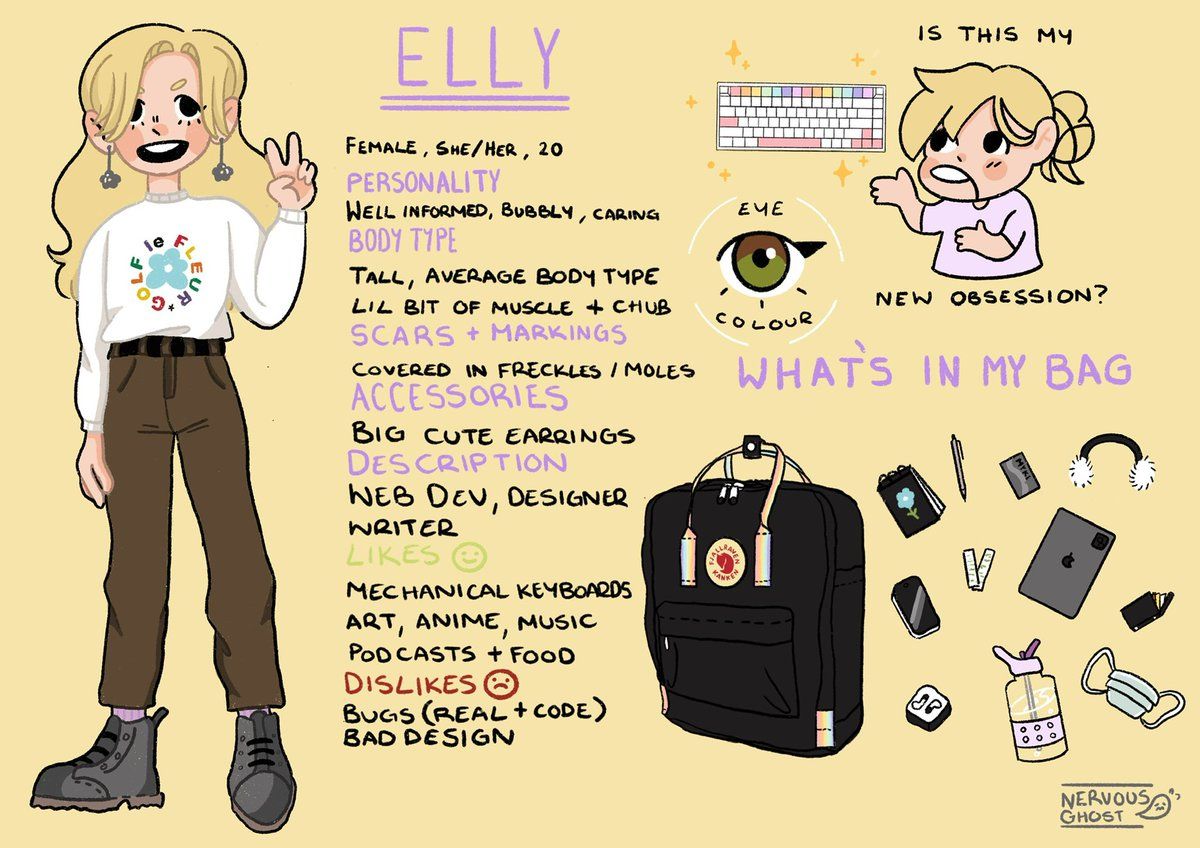 ELLY
FEMALE, SHE/HER, 20
PERSONALITY
WELL INFORMED, BUBBLY, CARING
BODY TYPE
TALL, AVERAGE BODY TYPE
LIL BIT OF MUSCLE + CHUB
SCARS + MARKINGS
COVERED IN FRECKLES / MOLES
ACCESSORIES
BIG CUTE EARRINGS
DESCRIPTION
WEB DEV, DESIGNER
WRITER
LIKES
MECHANICAL KEYBOARDS
ART, ANIME, MUSIC
PODCASTS + FOOD
DISLIKES
BUGS (REAL + CODE)
BAD DESIGN
GOLF le FLEUR*
IS THIS MY
NEW OBSESSION?
EYE
COLOUR
WHAT'S IN MY BAG
FJALLRAVEN
KANKEN
MYKI
NERVOUS
GHOST